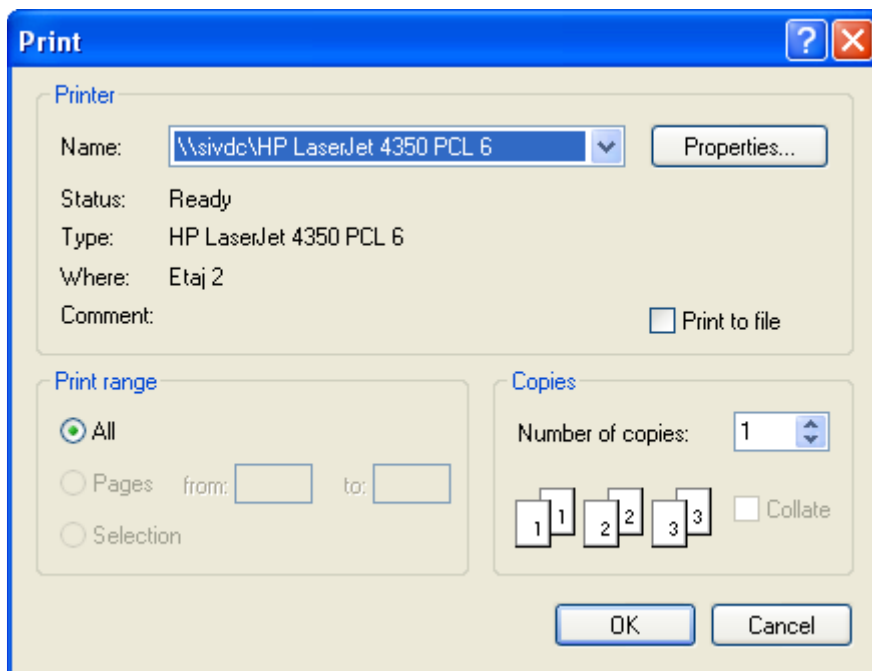 Print
Printer
Name: \\sivdc\HP LaserJet 4350 PCL 6 Properties...
Status: Ready
Type: HP LaserJet 4350 PCL 6
Where: Etaj 2
Comment: Print to file
Print range
All
Pages from: to:
Selection
Copies
Number of copies: 1
1 1 2 2 3 3 Collate
OK Cancel